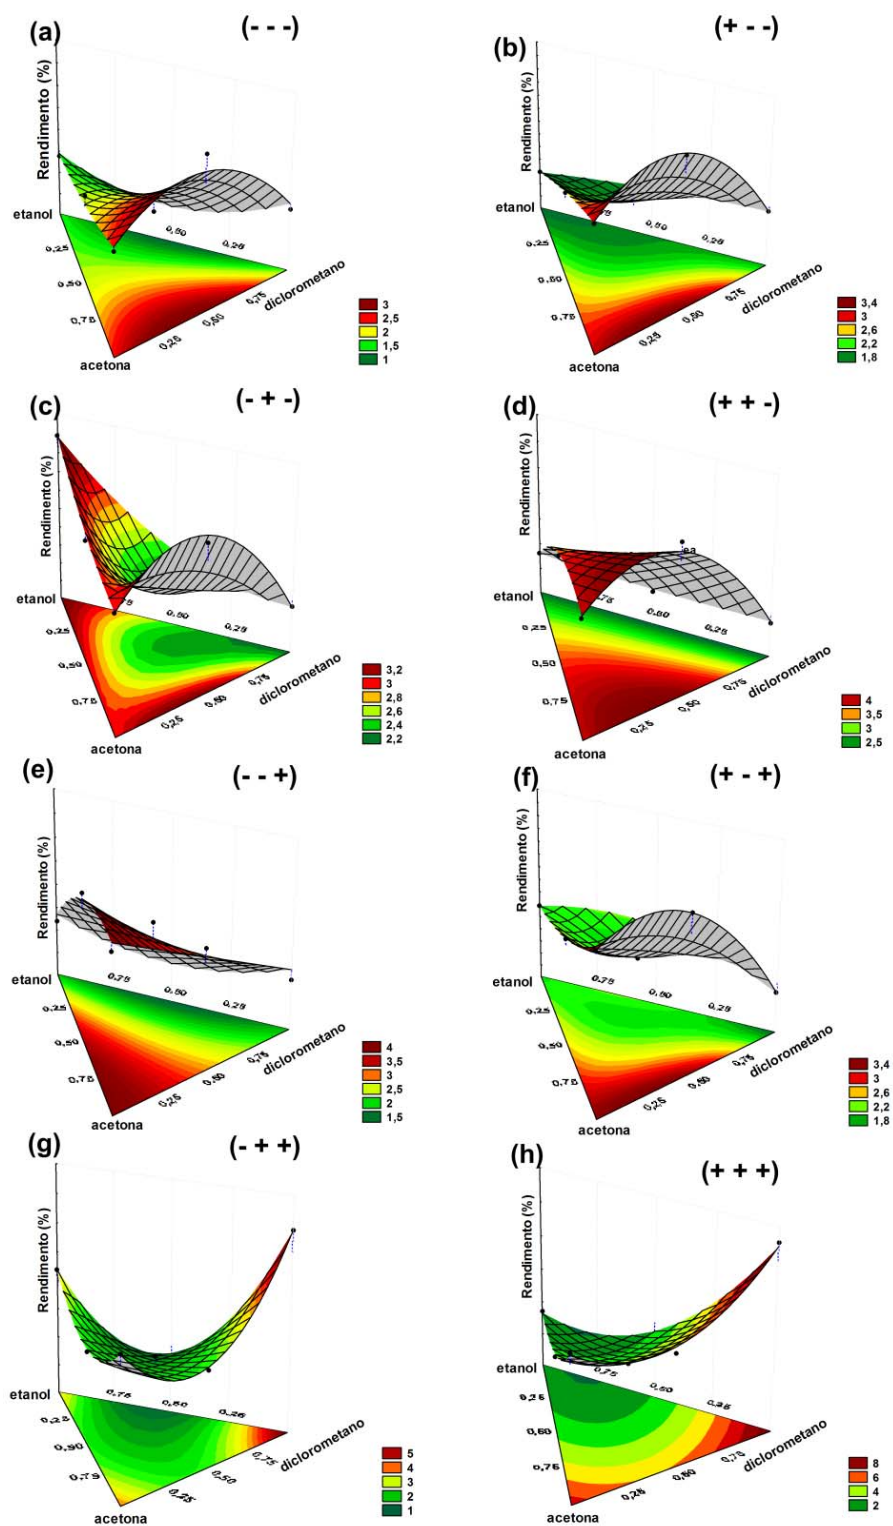 (a)
(- - -)
Rendimento (%)
etanol
0,25
0,50
0,75
acetona
0,25
0,50
0,75
diclorometano
0,50
0,25
3
2,5
2
1,5
1
(b)
(+ - -)
Rendimento (%)
etanol
0,25
0,50
0,75
acetona
0,25
0,50
0,75
diclorometano
0,50
0,25
3,4
3
2,6
2,2
1,8
(c)
(- + -)
Rendimento (%)
etanol
0,25
0,50
0,75
acetona
0,25
0,50
0,75
diclorometano
0,50
0,25
3,2
3
2,8
2,6
2,4
2,2
(d)
(+ + -)
Rendimento (%)
ea
etanol
0,25
0,50
0,75
acetona
0,25
0,50
0,75
diclorometano
0,75
0,50
0,25
4
3,5
3
2,5
(e)
(- - +)
Rendimento (%)
etanol
0,25
0,50
0,75
acetona
0,25
0,50
0,75
diclorometano
0,75
0,50
0,25
4
3,5
3
2,5
2
1,5
(f)
(+ - +)
Rendimento (%)
etanol
0,25
0,50
0,75
acetona
0,25
0,50
0,75
diclorometano
0,75
0,50
0,25
3,4
3
2,6
2,2
1,8
(g)
(- + +)
Rendimento (%)
etanol
0,25
0,50
0,75
acetona
0,25
0,50
0,75
diclorometano
0,75
0,50
0,25
5
4
3
2
1
(h)
(+ + +)
Rendimento (%)
etanol
0,25
0,50
0,75
acetona
0,25
0,50
0,75
diclorometano
0,75
0,50
0,25
8
6
4
2